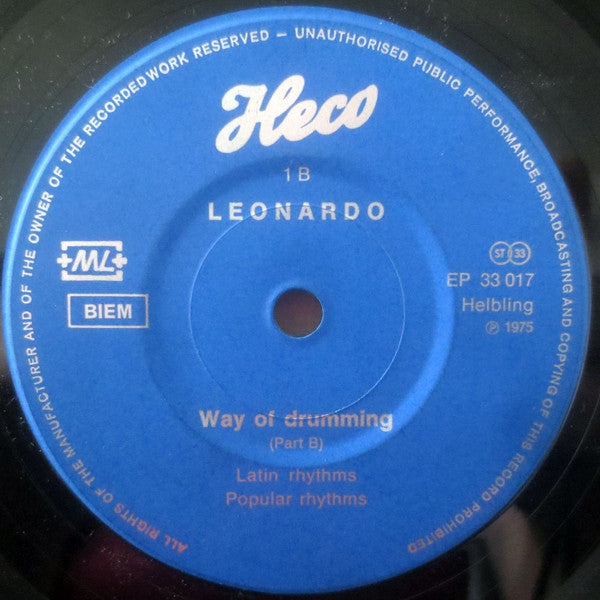 ALL RIGHTS OF THE MANUFACTURER AND OF THE OWNER OF THE RECORDED WORK RESERVED – UNAUTHORISED PUBLIC PERFORMANCE, BROADCASTING AND COPYING OF THIS RECORD PROHIBITED
Heco
1B
LEONARDO
+ML+
BIEM
ST 33
EP 33 017
Helbling
℗ 1975
Way of drumming
(Part B)
Latin rhythms
Popular rhythms